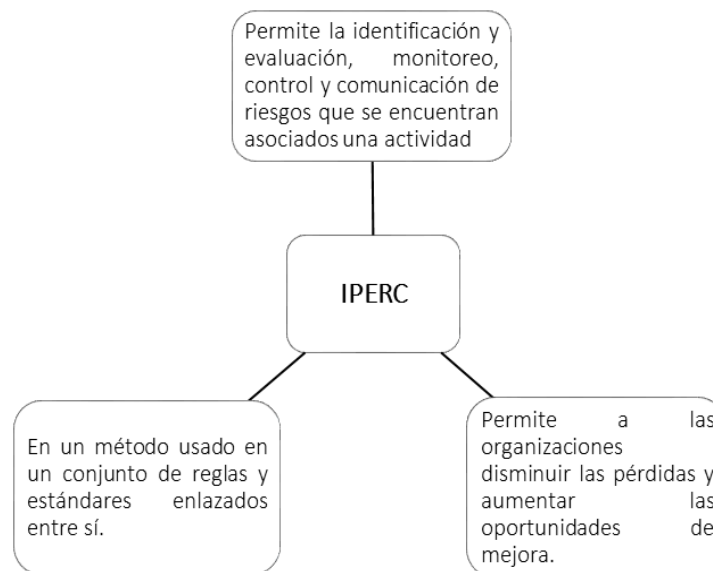 Permite la identificación y
evaluación, monitoreo,
control y comunicación de
riesgos que se encuentran
asociados una actividad
IPERC
En un método usado en
un conjunto de reglas y
estándares enlazados
entre sí.
Permite a las
organizaciones
disminuir las pérdidas y
aumentar las
oportunidades de
mejora.